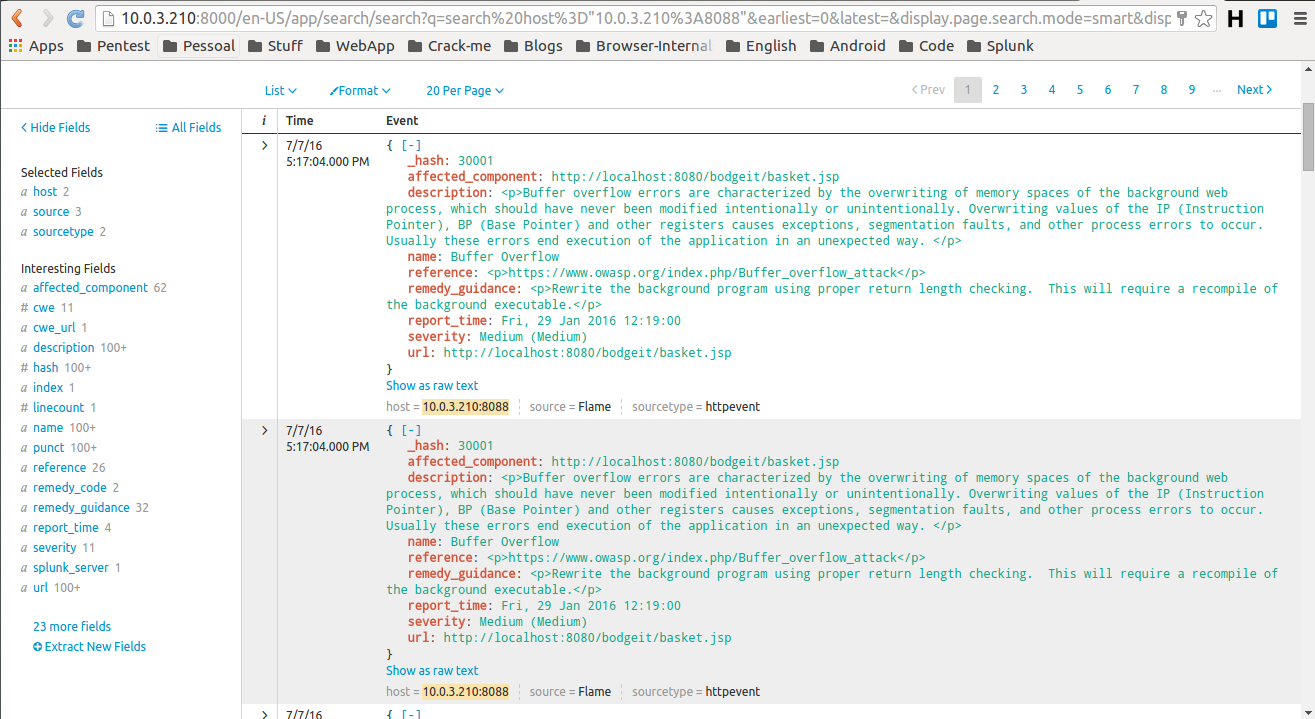 10.0.3.210:8000/en-US/app/search/search?q=search%20host%3D"10.0.3.210%3A8088"&earliest=0&latest=&display.page.search.mode=smart&disp
Apps Pentest Pessoal Stuff WebApp Crack-me Blogs Browser-Internal English Android Code Splunk
List Format 20 Per Page < Prev 1 2 3 4 5 6 7 8 9 ... Next >
< Hide Fields All Fields
i Time Event
Selected Fields
a host 2
a source 3
a sourcetype 2
Interesting Fields
a affected_component 62
# cwe 11
a cwe_url 1
a description 100+
# hash 100+
a index 1
# linecount 1
a name 100+
a punct 100+
a reference 26
a remedy_code 2
a remedy_guidance 32
a report_time 4
a severity 11
a splunk_server 1
a url 100+
23 more fields
Extract New Fields
> 7/7/16 { [-]
5:17:04.000 PM _hash: 30001
affected_component: http://localhost:8080/bodgeit/basket.jsp
description: <p>Buffer overflow errors are characterized by the overwriting of memory spaces of the background web
process, which should have never been modified intentionally or unintentionally. Overwriting values of the IP (Instruction
Pointer), BP (Base Pointer) and other registers causes exceptions, segmentation faults, and other process errors to occur.
Usually these errors end execution of the application in an unexpected way. </p>
name: Buffer Overflow
reference: <p>https://www.owasp.org/index.php/Buffer_overflow_attack</p>
remedy_guidance: <p>Rewrite the background program using proper return length checking.  This will require a recompile of
the background executable.</p>
report_time: Fri, 29 Jan 2016 12:19:00
severity: Medium (Medium)
url: http://localhost:8080/bodgeit/basket.jsp
}
Show as raw text
host = 10.0.3.210:8088 source = Flame sourcetype = httpevent
> 7/7/16 { [-]
5:17:04.000 PM _hash: 30001
affected_component: http://localhost:8080/bodgeit/basket.jsp
description: <p>Buffer overflow errors are characterized by the overwriting of memory spaces of the background web
process, which should have never been modified intentionally or unintentionally. Overwriting values of the IP (Instruction
Pointer), BP (Base Pointer) and other registers causes exceptions, segmentation faults, and other process errors to occur.
Usually these errors end execution of the application in an unexpected way. </p>
name: Buffer Overflow
reference: <p>https://www.owasp.org/index.php/Buffer_overflow_attack</p>
remedy_guidance: <p>Rewrite the background program using proper return length checking.  This will require a recompile of
the background executable.</p>
report_time: Fri, 29 Jan 2016 12:19:00
severity: Medium (Medium)
url: http://localhost:8080/bodgeit/basket.jsp
}
Show as raw text
host = 10.0.3.210:8088 source = Flame sourcetype = httpevent
> 7/7/16 { [-]